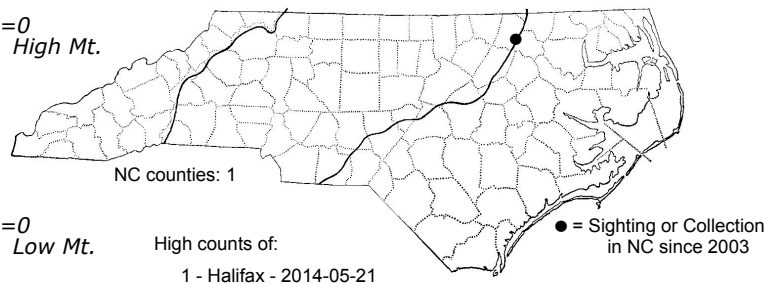 =0
High Mt.
NC counties: 1
=0
Low Mt.
High counts of:
1 - Halifax - 2014-05-21
● = Sighting or Collection
in NC since 2003